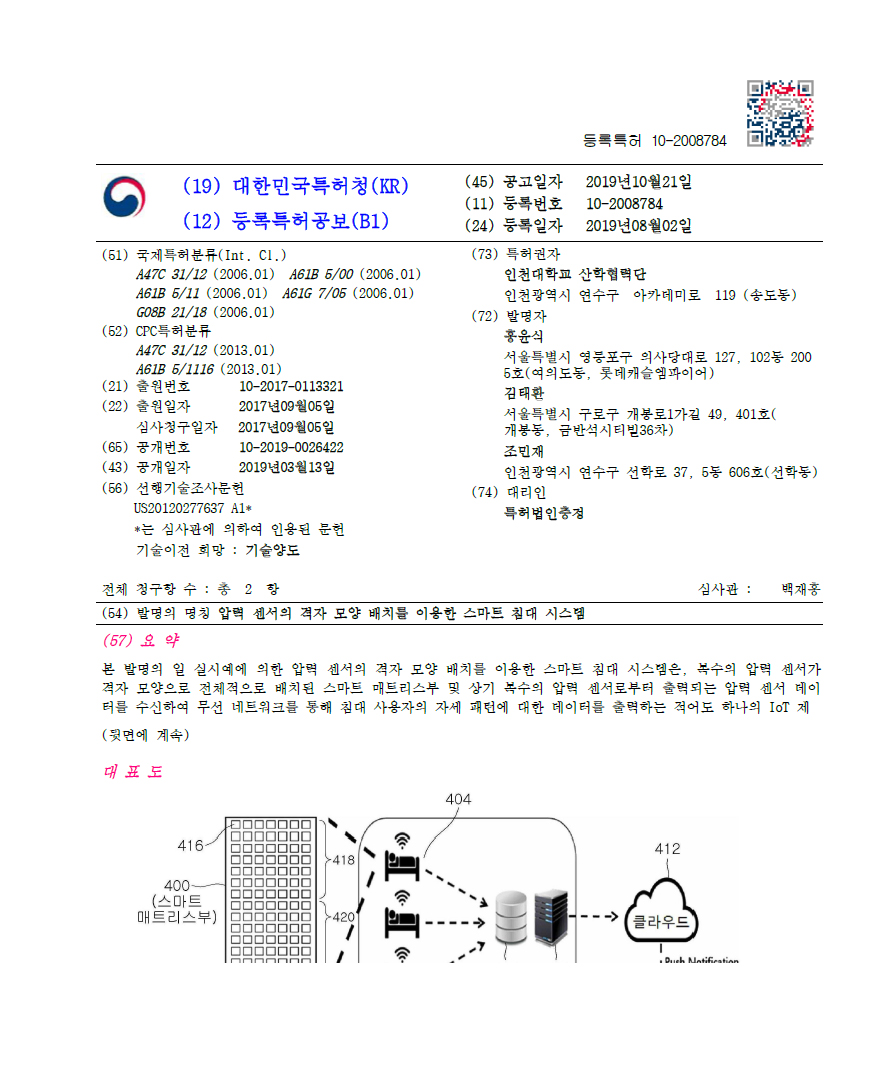 등록특허 10-2008784
(19) 대한민국특허청(KR)
(12) 등록특허공보(B1)
(45) 공고일자 2019년10월21일
(11) 등록번호 10-2008784
(24) 등록일자 2019년08월02일
(51) 국제특허분류(Int. Cl.)
A47C 31/12 (2006.01) A61B 5/00 (2006.01)
A61B 5/11 (2006.01) A61G 7/05 (2006.01)
G08B 21/18 (2006.01)
(52) CPC특허분류
A47C 31/12 (2013.01)
A61B 5/1116 (2013.01)
(21) 출원번호 10-2017-0113321
(22) 출원일자 2017년09월05일
심사청구일자 2017년09월05일
(65) 공개번호 10-2019-0026422
(43) 공개일자 2019년03월13일
(56) 선행기술조사문헌
US20120277637 A1*
*는 심사관에 의하여 인용된 문헌
기술이전 희망 : 기술양도
(73) 특허권자
인천대학교 산학협력단
인천광역시 연수구 아카데미로 119 (송도동)
(72) 발명자
홍윤식
서울특별시 영등포구 의사당대로 127, 102동 200
5호(여의도동, 롯데캐슬엠파이어)
김태환
서울특별시 구로구 개봉로1가길 49, 401호(
개봉동, 금반석시티빌36차)
조민재
인천광역시 연수구 선학로 37, 5동 606호(선학동)
(74) 대리인
특허법인충정
전체 청구항 수 : 총 2 항
심사관 : 백재홍
(54) 발명의 명칭 압력 센서의 격자 모양 배치를 이용한 스마트 침대 시스템
(57) 요 약
본 발명의 일 실시예에 의한 압력 센서의 격자 모양 배치를 이용한 스마트 침대 시스템은, 복수의 압력 센서가
격자 모양으로 전체적으로 배치된 스마트 매트리스부 및 상기 복수의 압력 센서로부터 출력되는 압력 센서 데이
터를 수신하여 무선 네트워크를 통해 침대 사용자의 자세 패턴에 대한 데이터를 출력하는 적어도 하나의 IoT 제
(뒷면에 계속)
대 표 도
404
416
418
412
400
(스마트
매트리스부)
420
클라우드
Push Notification